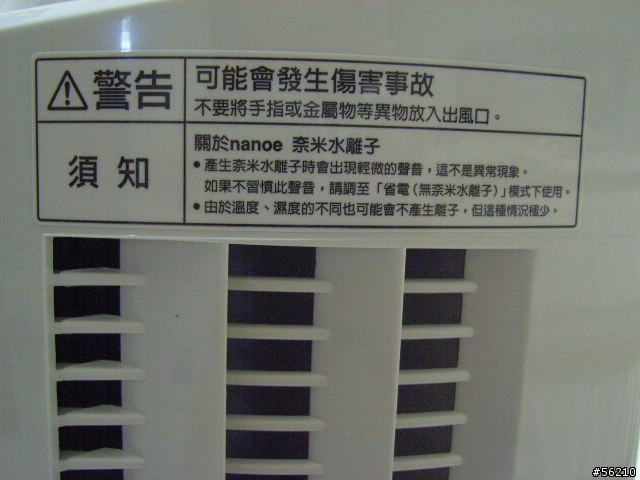 警告
可能會發生傷害事故
不要將手指或金屬物等異物放入出風口。
須知
關於nanoe 奈米水離子
•產生奈米水離子時會出現輕微的聲音，這不是異常現象。
如果不習慣此聲音，請調至「省電（無奈米水離子）」模式下使用。
•由於溫度、濕度的不同也可能會不產生離子，但這種情況極少。
#56210